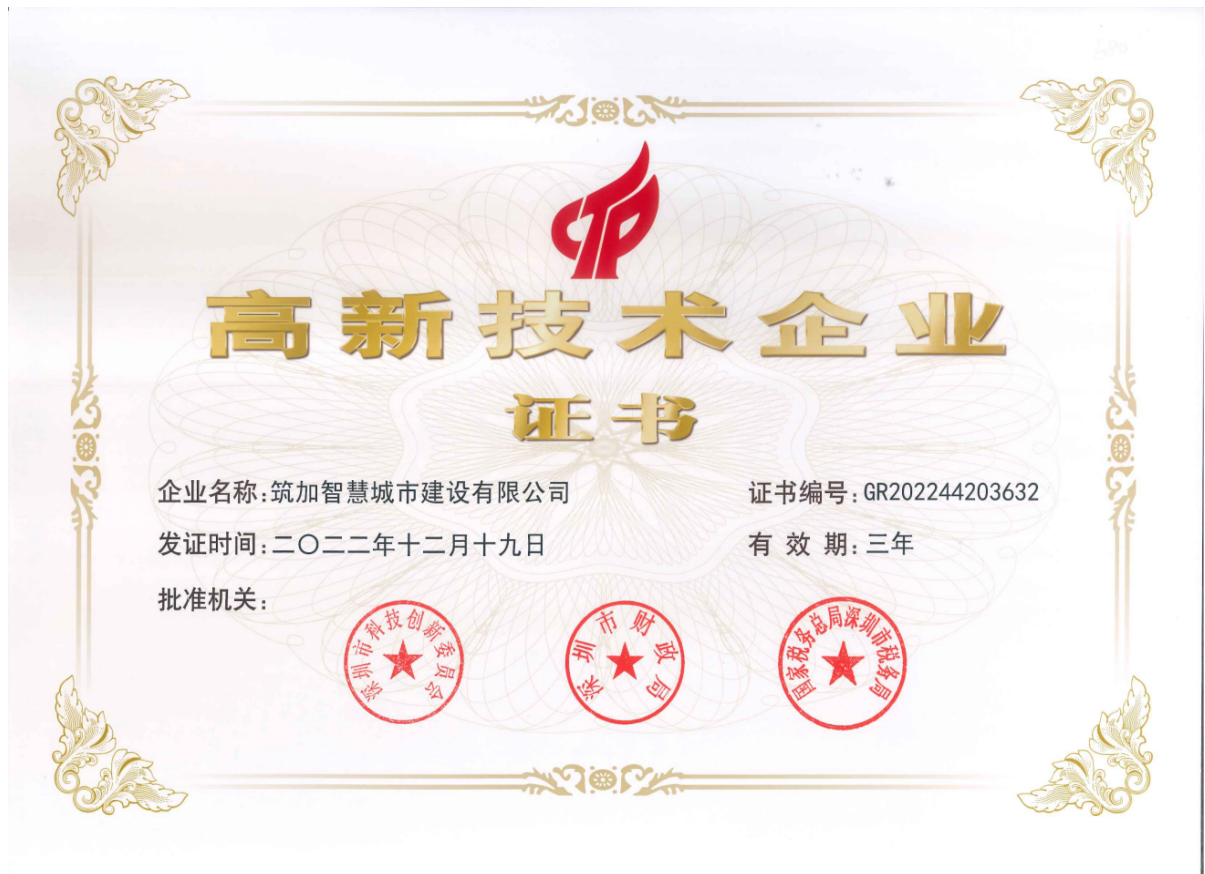 高新技术企业
证书
企业名称:筑加智慧城市建设有限公司
证书编号:GR202244203632
发证时间:二〇二二年十二月十九日
有效期:三年
批准机关:
深圳市科技创新委员会
深圳市财政局
国家税务总局深圳市税务局